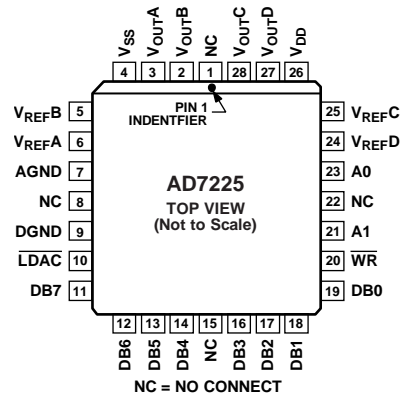 VSS VOUTA VOUTB NC VOUTC VOUTD VDD
4 3 2 1 28 27 26
PIN 1
INDENTFIER
VREFB 5
VREFA 6
AGND 7
NC 8
DGND 9
LDAC 10
DB7 11
AD7225
TOP VIEW
(Not to Scale)
25 VREFC
24 VREFD
23 A0
22 NC
21 A1
20 WR
19 DB0
12 13 14 15 16 17 18
DB6 DB5 DB4 NC DB3 DB2 DB1
NC = NO CONNECT